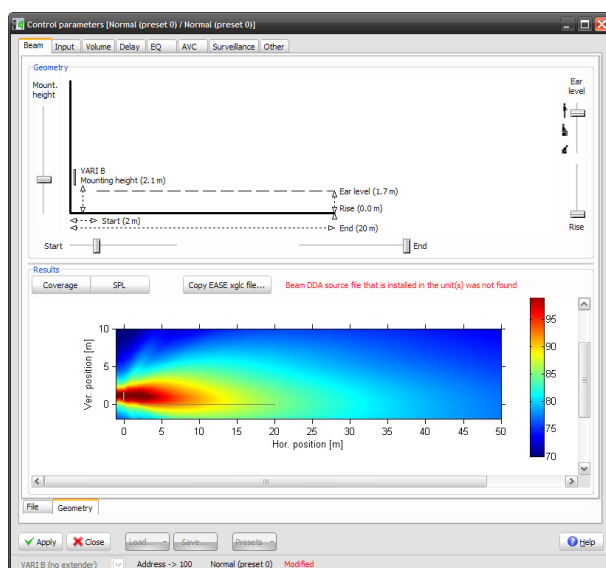 Control parameters [Normal (preset 0) / Normal (preset 0)]
Beam Input Volume Delay EQ AVC Surveillance Other
Geometry
Mount. height
Ear level
VARI B
Mounting height (2.1 m)
Ear level (1.7 m)
Rise (0.0 m)
Start (2 m)
End (20 m)
Rise
Start End
Results
Coverage SPL Copy EASE xglc file... Beam DDA source file that is installed in the unit(s) was not found
10
5
0
Ver. position [m]
0 5 10 15 20 25 30 35 40 45 50
Hor. position [m]
95
90
85
80
75
70
File Geometry
Apply Close Load... Save... Presets Help
VARI B (no extender) Address -> 100 Normal (preset 0) Modified